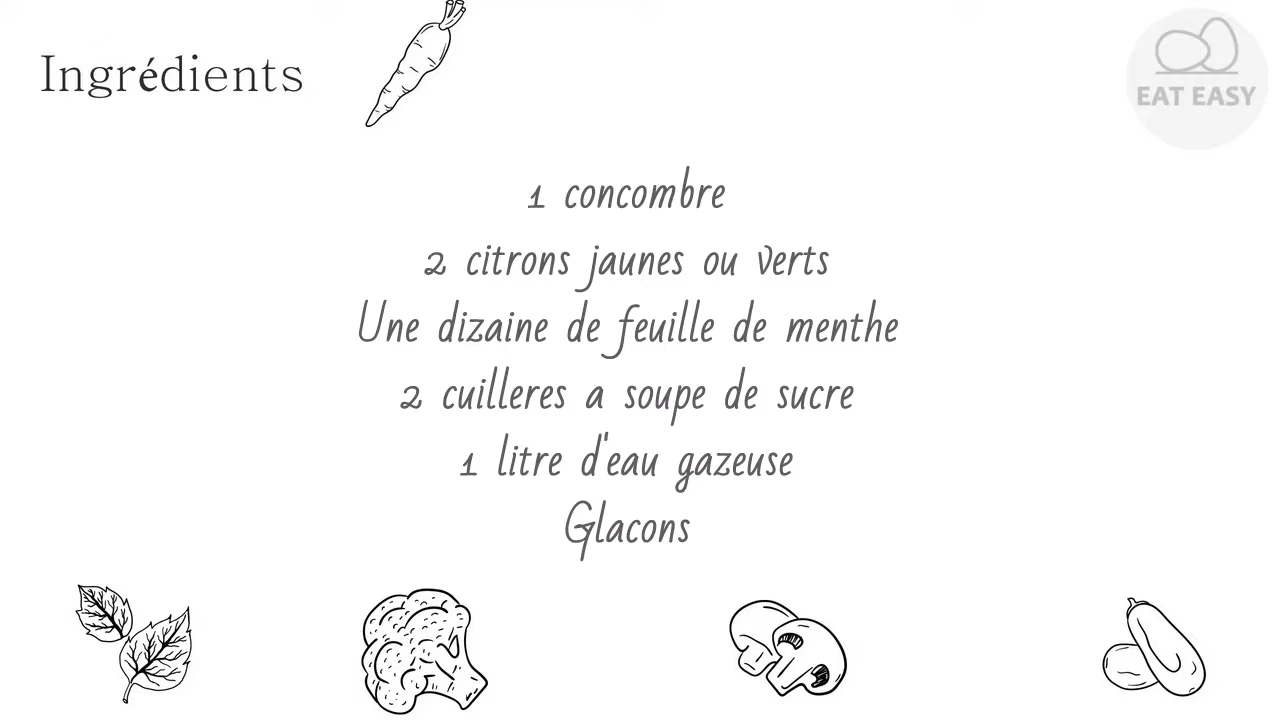 Ingrédients
EAT EASY
1 concombre
2 citrons jaunes ou verts
Une dizaine de feuille de menthe
2 cuilleres a soupe de sucre
1 litre d'eau gazeuse
Glacons